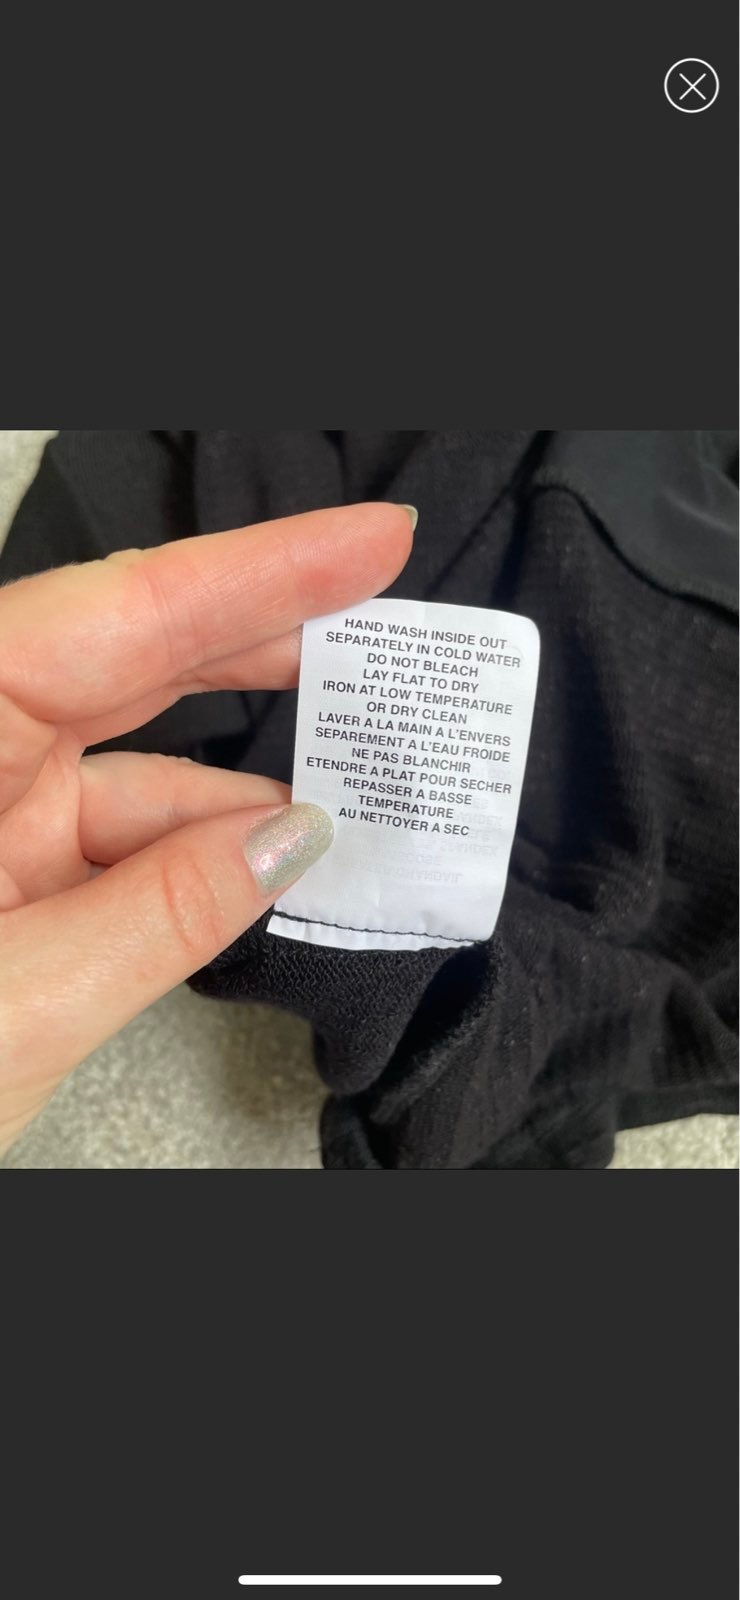 HAND WASH INSIDE OUT
SEPARATELY IN COLD WATER
DO NOT BLEACH
LAY FLAT TO DRY
IRON AT LOW TEMPERATURE
OR DRY CLEAN
LAVER A LA MAIN A L'ENVERS
SEPAREMENT A L'EAU FROIDE
NE PAS BLANCHIR
ETENDRE A PLAT POUR SECHER
REPASSER A BASSE
TEMPERATURE
AU NETTOYER A SEC